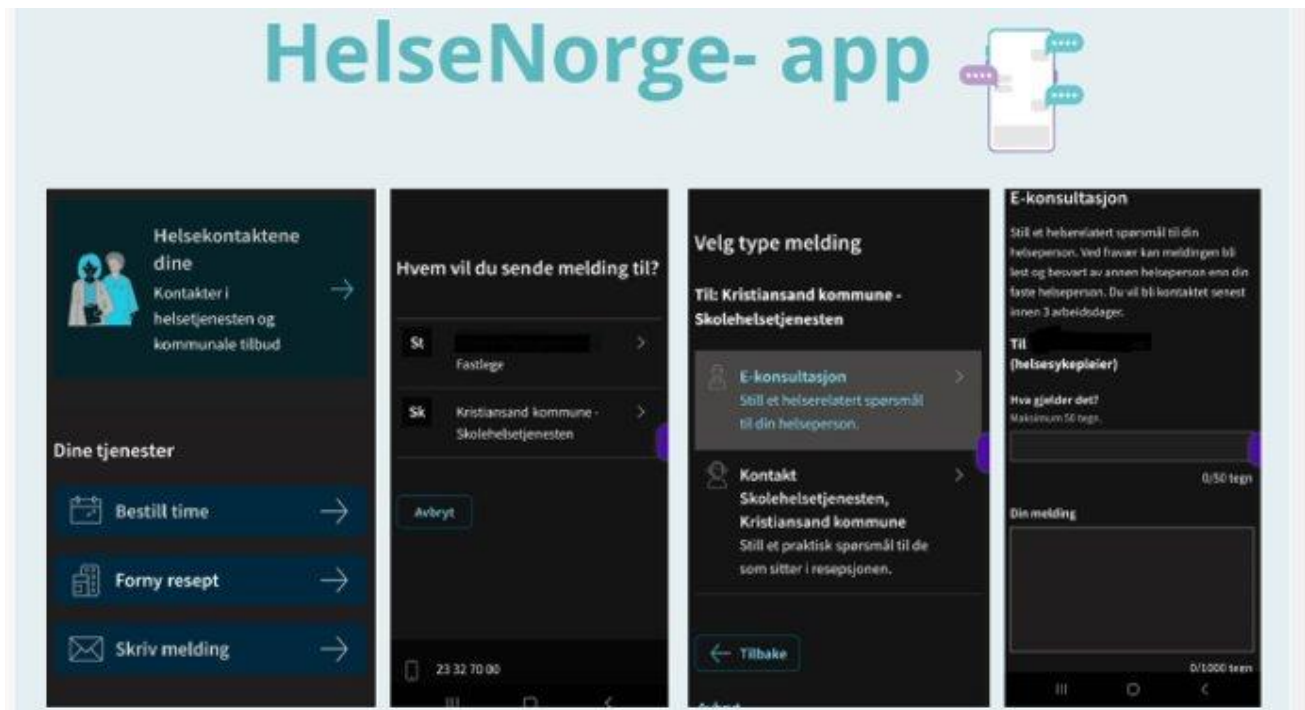 HelseNorge- app
Helsekontaktene
dine
Kontakter i
helsetjenesten og
kommunale tilbud
Dine tjenester
Bestill time
Forny resept
Skriv melding
Hvem vil du sende melding til?
St
Fastlege
Sk
Kristiansand kommune -
Skolehelsetjenesten
Avbryt
23 32 70 00
Velg type melding
Til: Kristiansand kommune -
Skolehelsetjenesten
E-konsultasjon
Still et helserelatert spørsmål
til din helseperson.
Kontakt
Skolehelsetjenesten,
Kristiansand kommune
Still et praktisk spørsmål til de
som sitter i resepsjonen.
Tilbake
Avbryt
E-konsultasjon
Still et helserelatert spørsmål til din
helseperson. Ved fravær kan meldingen bli
lest og besvart av annen helseperson enn din
faste helseperson. Du vil bli kontaktet senest
innen 3 arbeidsdager.
Til
(helsesykepleier)
Hva gjelder det?
Maksimum 50 tegn.
0/50 tegn
Din melding
0/1000 tegn